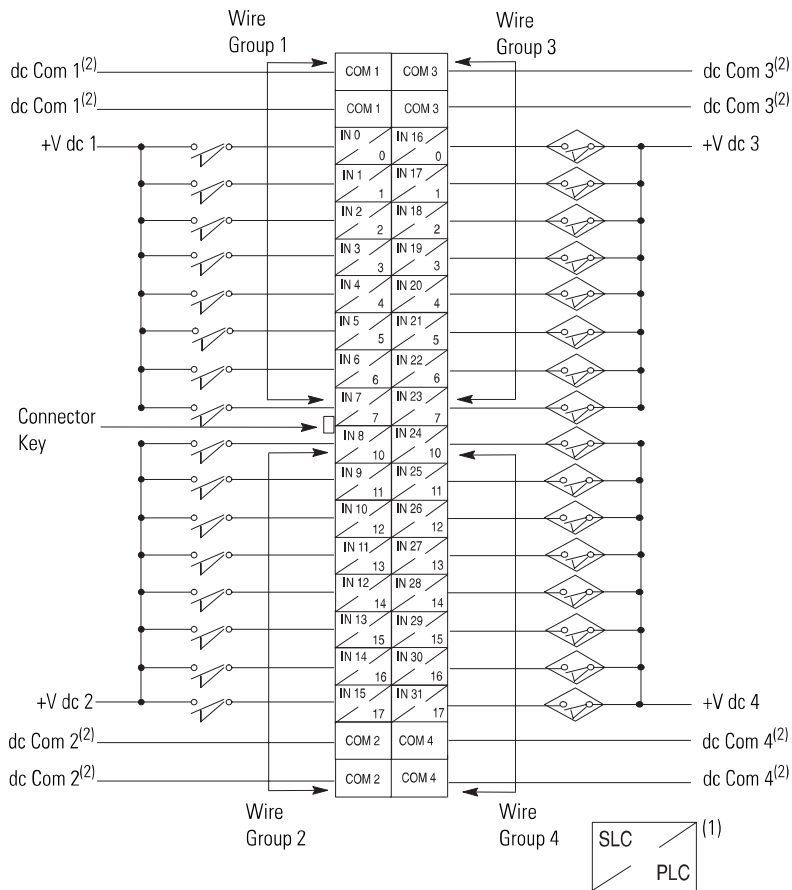 Wire
Group 1
Wire
Group 3
dc Com 1(2) COM 1 COM 3 dc Com 3(2)
dc Com 1(2) COM 1 COM 3 dc Com 3(2)
+V dc 1 IN 0 0 IN 16 0 +V dc 3
IN 1 1 IN 17 1
IN 2 2 IN 18 2
IN 3 3 IN 19 3
IN 4 4 IN 20 4
IN 5 5 IN 21 5
IN 6 6 IN 22 6
IN 7 7 IN 23 7
Connector
Key
IN 8 10 IN 24 10
IN 9 11 IN 25 11
IN 10 12 IN 26 12
IN 11 13 IN 27 13
IN 12 14 IN 28 14
IN 13 15 IN 29 15
IN 14 16 IN 30 16
+V dc 2 IN 15 17 IN 31 17 +V dc 4
dc Com 2(2) COM 2 COM 4 dc Com 4(2)
dc Com 2(2) COM 2 COM 4 dc Com 4(2)
Wire
Group 2
Wire
Group 4
SLC PLC (1)